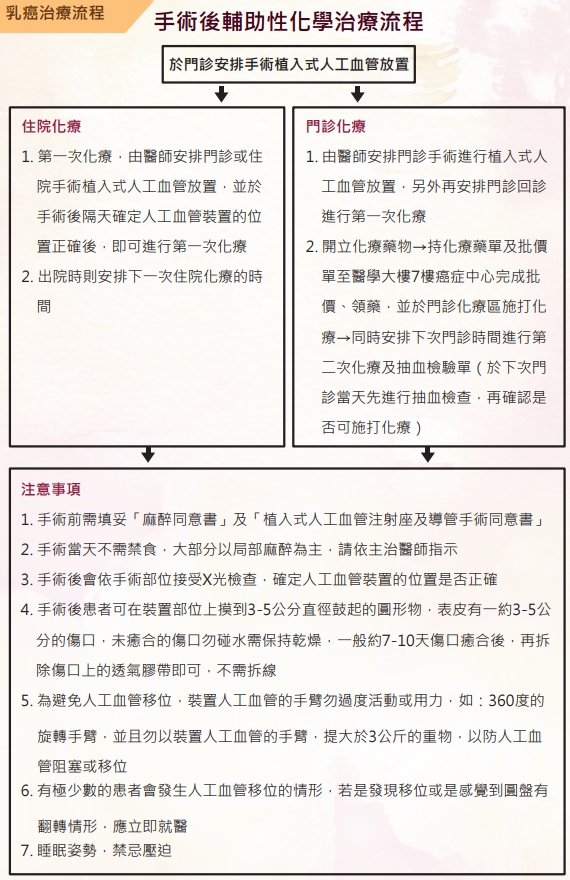 乳癌治療流程
手術後輔助性化學治療流程
於門診安排手術植入式人工血管放置
住院化療
1. 第一次化療，由醫師安排門診或住
院手術植入式人工血管放置，並於
手術後隔天確定人工血管裝置的位
置正確後，即可進行第一次化療
2. 出院時則安排下一次住院化療的時
間
門診化療
1. 由醫師安排門診手術進行植入式人
工血管放置，另外再安排門診回診
進行第一次化療
2. 開立化療藥物→持化療藥單及批價
單至醫學大樓7樓癌症中心完成批
價、領藥，並於門診化療區施打化
療→同時安排下次門診時間進行第
二次化療及抽血檢驗單（於下次門
診當天先進行抽血檢查，再確認是
否可施打化療）
注意事項
1. 手術前需填妥「麻醉同意書」及「植入式人工血管注射座及導管手術同意書」
2. 手術當天不需禁食，大部分以局部麻醉為主，請依主治醫師指示
3. 手術後會依手術部位接受X光檢查，確定人工血管裝置的位置是否正確
4. 手術後患者可在裝置部位上摸到3-5公分直徑鼓起的圓形物，表皮有一約3-5公
分的傷口，未癒合的傷口勿碰水需保持乾燥，一般約7-10天傷口癒合後，再拆
除傷口上的透氣膠帶即可，不需拆線
5. 為避免人工血管移位，裝置人工血管的手臂勿過度活動或用力，如：360度的
旋轉手臂，並且勿以裝置人工血管的手臂，提大於3公斤的重物，以防人工血
管阻塞或移位
6. 有極少數的患者會發生人工血管移位的情形，若是發現移位或是感覺到圓盤有
翻轉情形，應立即就醫
7. 睡眠姿勢，禁忌壓迫